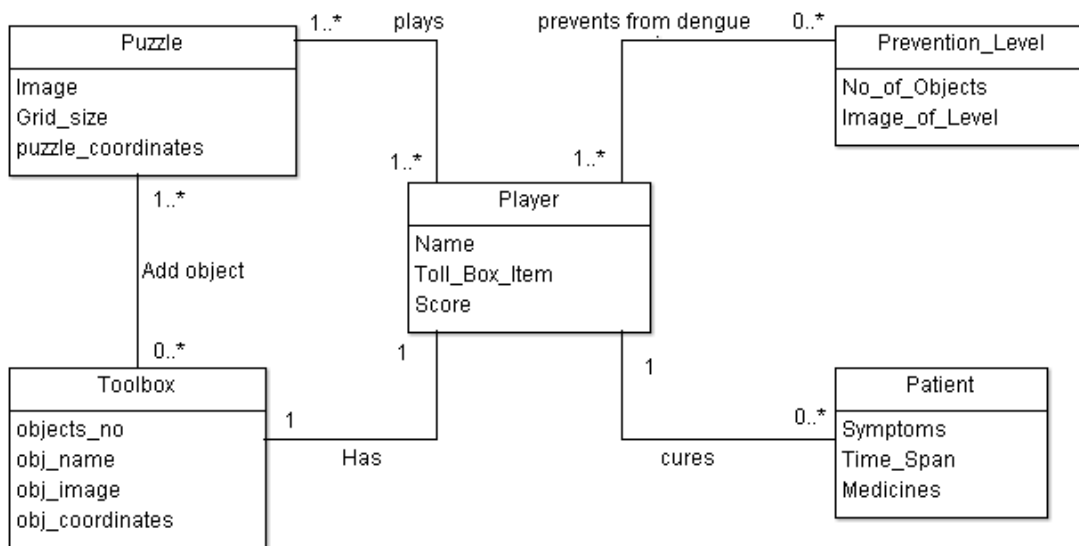 Puzzle
Image
Grid_size
puzzle_coordinates
1..*
plays
1..*
prevents from dengue
0..*
1..*
Prevention_Level
No_of_Objects
Image_of_Level
Player
Name
Toll_Box_Item
Score
1..*
Add object
0..*
Toolbox
objects_no
obj_name
obj_image
obj_coordinates
1
1
Has
1
0..*
cures
Patient
Symptoms
Time_Span
Medicines